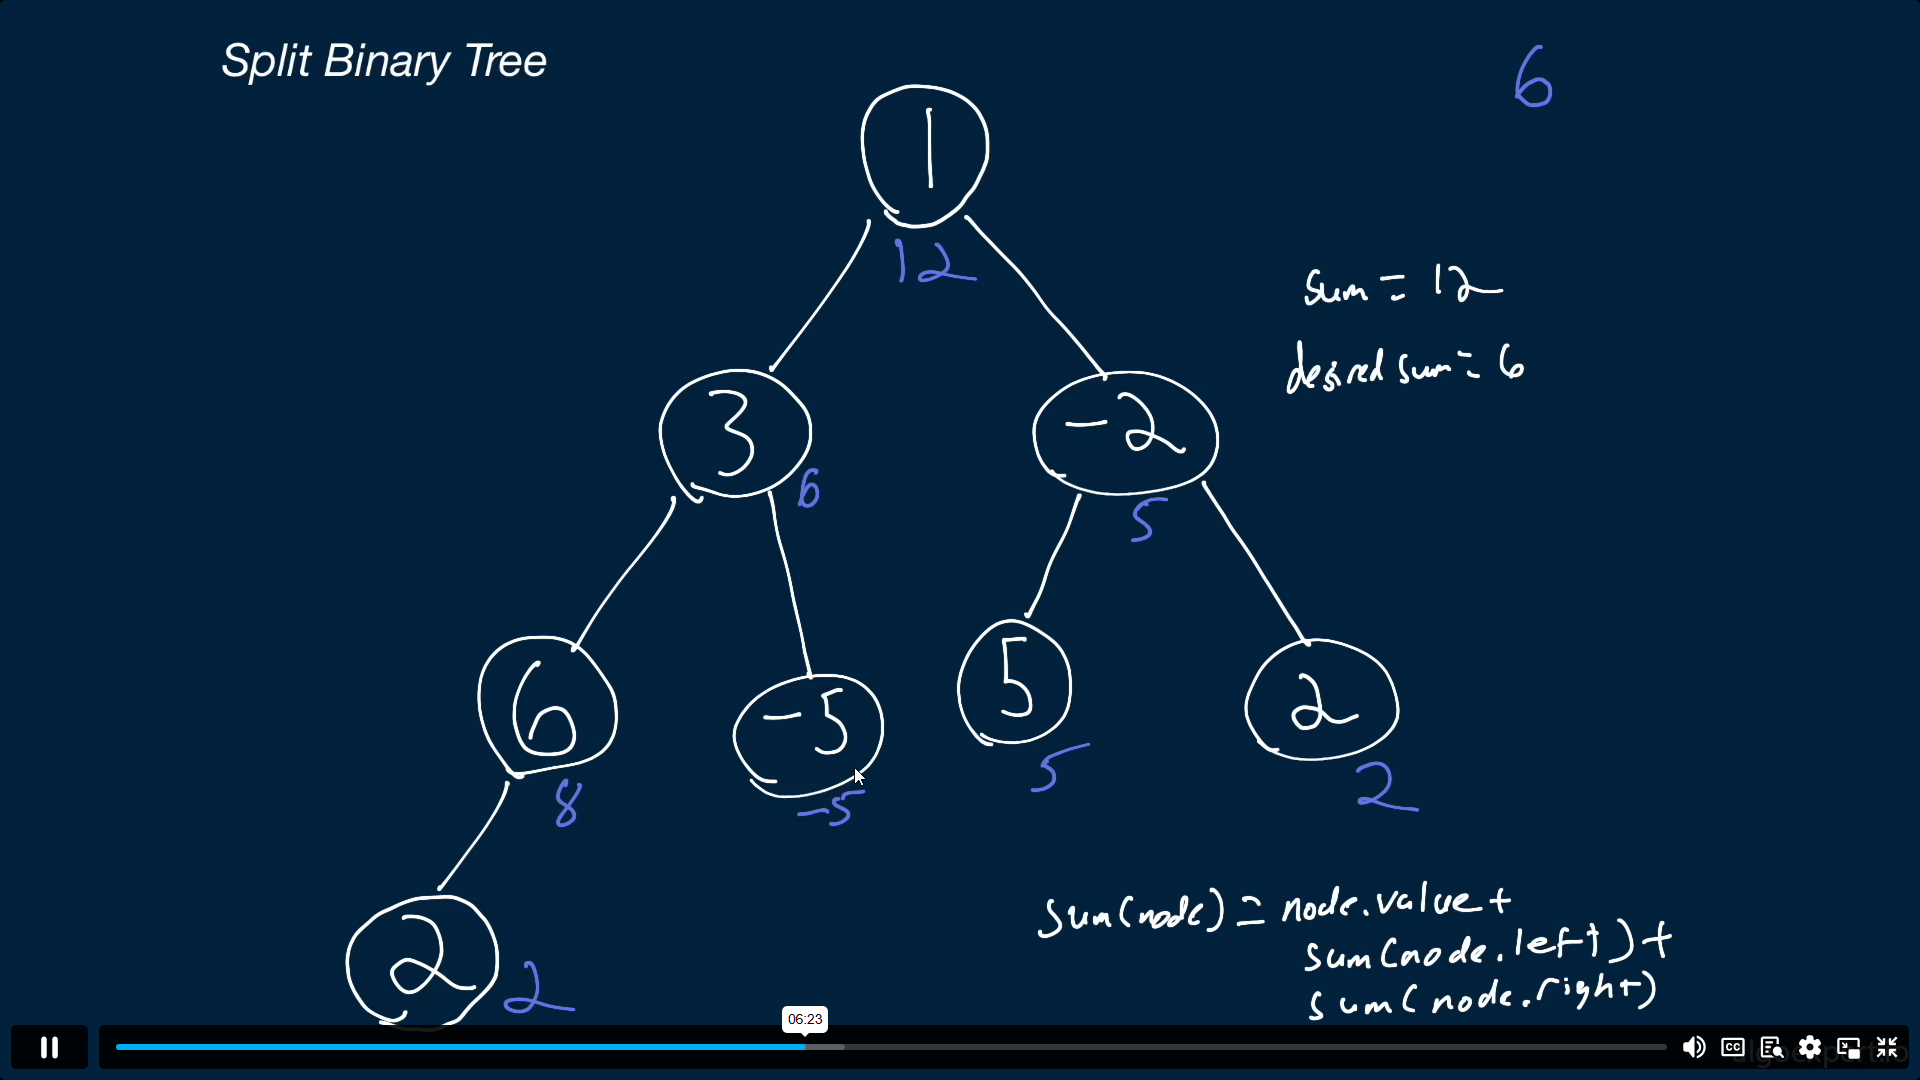 Split Binary Tree
6
1
12
sum = 12
desired sum = 6
3
-2
6
5
6
-5
5
2
8
-5
5
2
2
2
sum(node) = node.value +
sum(node.left) +
sum(node.right)
06:23
CC